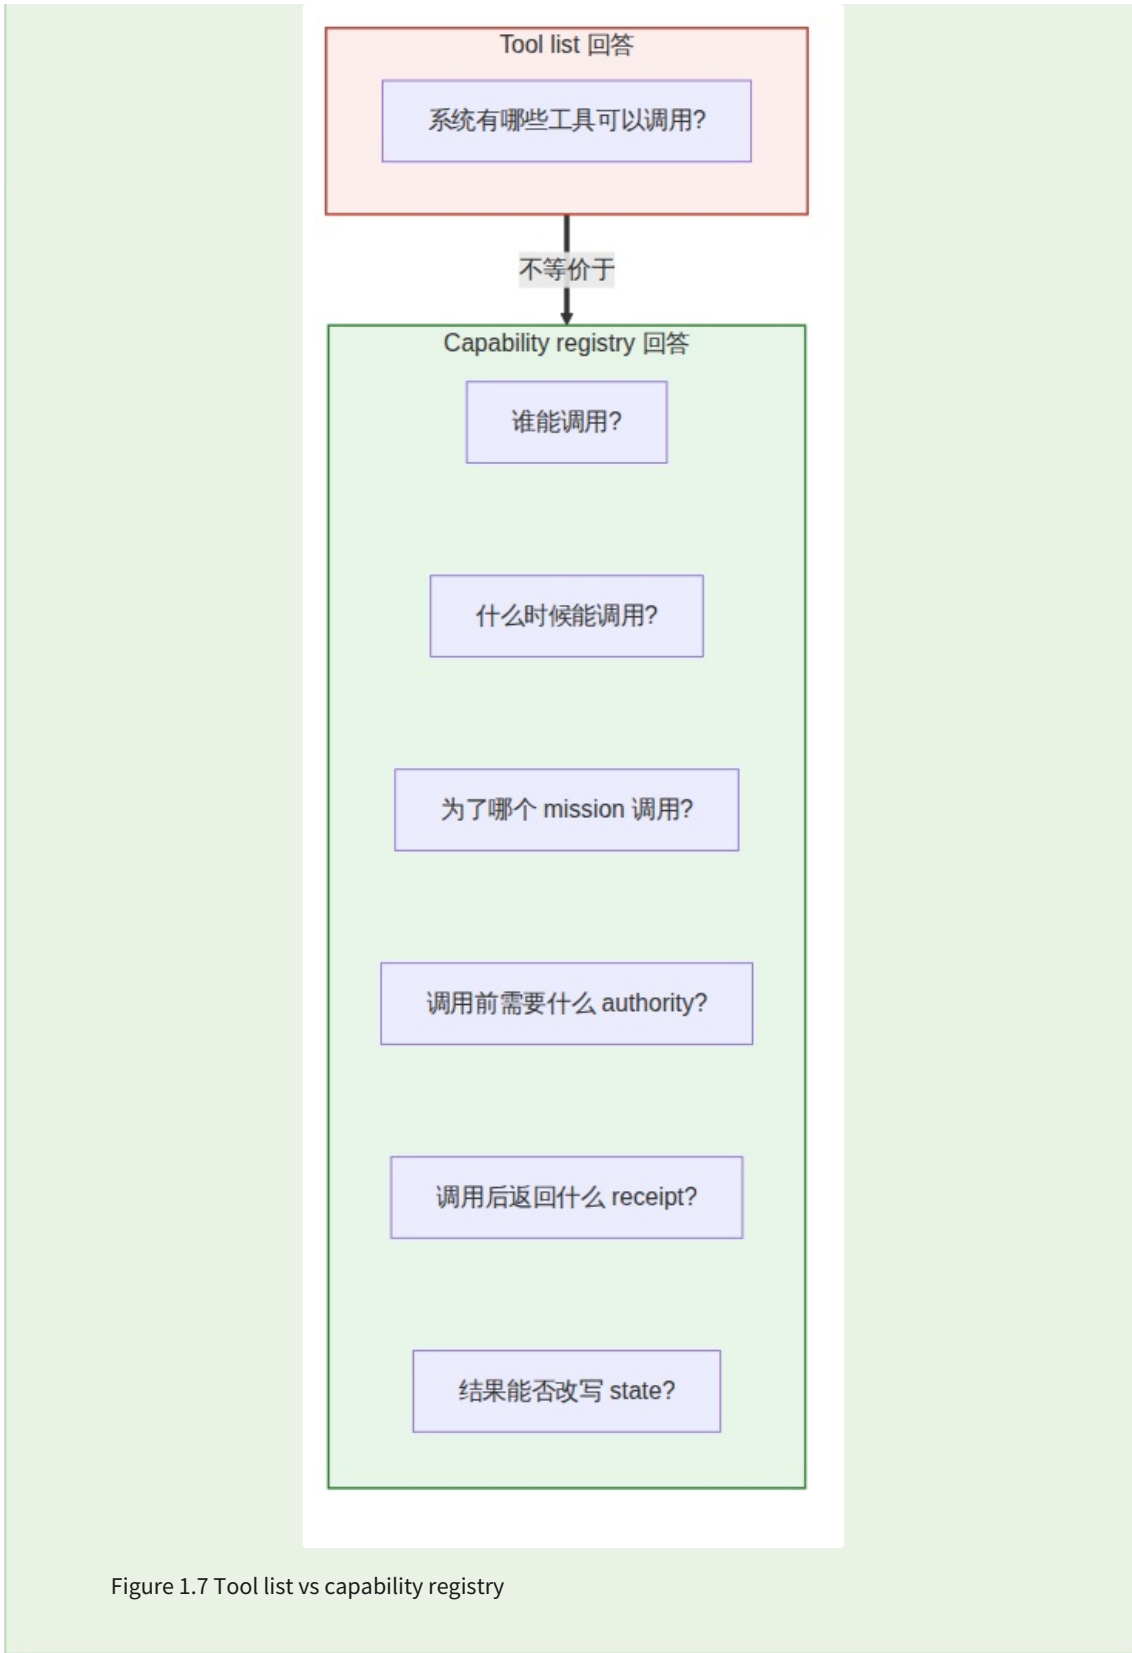 Tool list 回答
系统有哪些工具可以调用?
不等价于
Capability registry 回答
谁能调用?
什么时候能调用?
为了哪个 mission 调用?
调用前需要什么 authority?
调用后返回什么 receipt?
结果能否改写 state?
Figure 1.7 Tool list vs capability registry